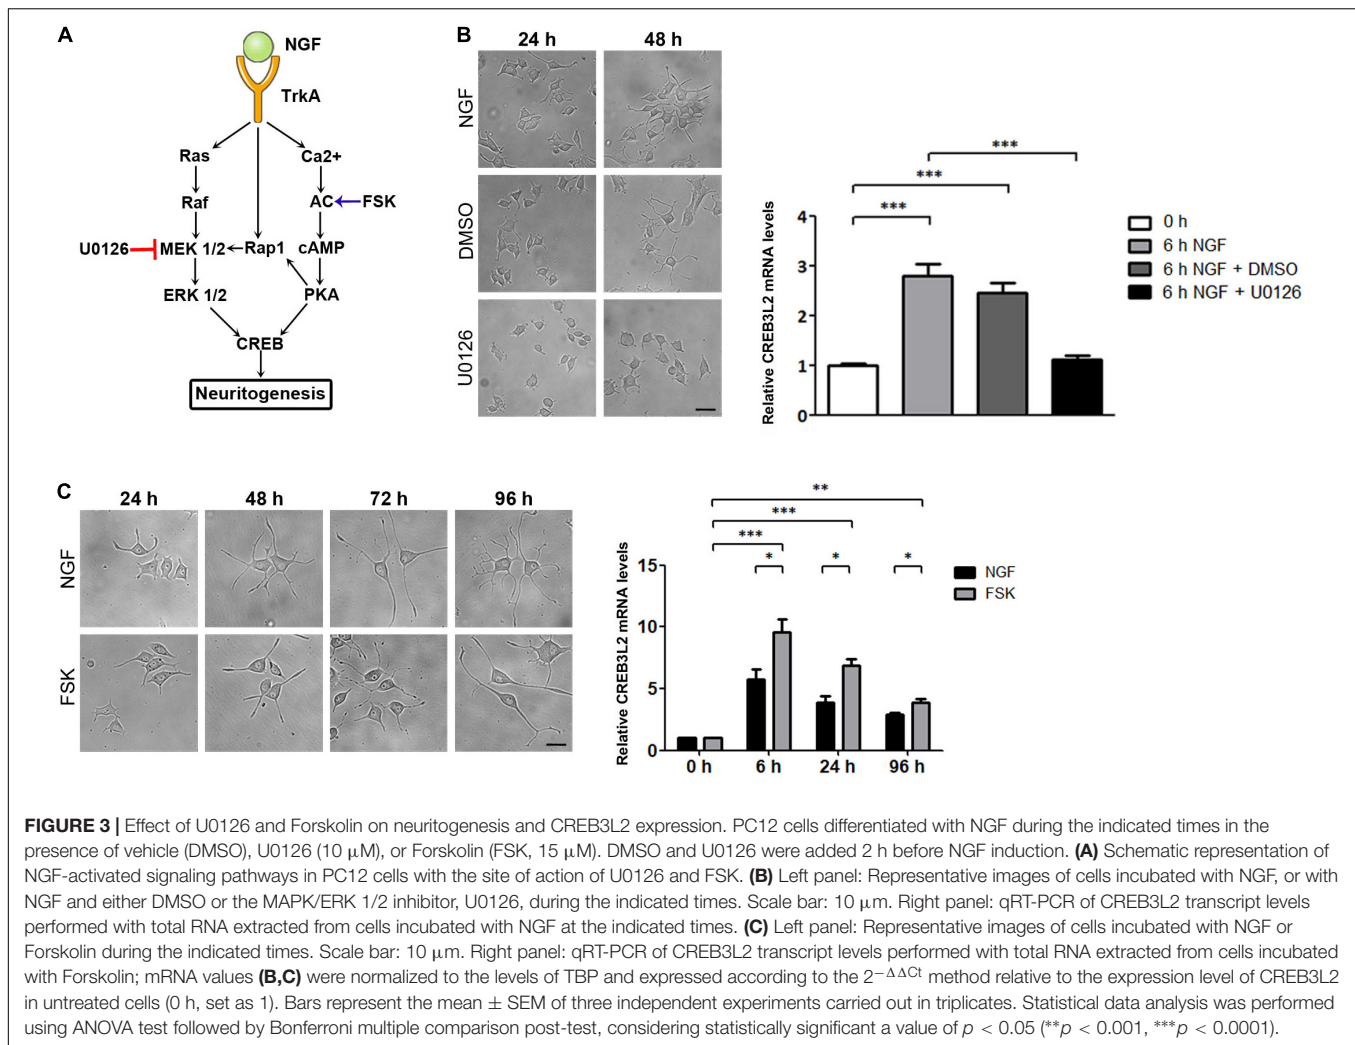 A
NGF
TrkA
Ras
Ca2+
Raf
AC
FSK
U0126
MEK 1/2
Rap1
cAMP
ERK 1/2
PKA
CREB
Neuritogenesis
B
24 h
48 h
NGF
DMSO
U0126
Relative CREB3L2 mRNA levels
4
3
2
1
0
***
***
***
0 h
6 h NGF
6 h NGF + DMSO
6 h NGF + U0126
C
24 h
48 h
72 h
96 h
NGF
FSK
Relative CREB3L2 mRNA levels
15
10
5
0
**
***
***
*
*
*
0 h
6 h
24 h
96 h
NGF
FSK
FIGURE 3 | Effect of U0126 and Forskolin on neuritogenesis and CREB3L2 expression. PC12 cells differentiated with NGF during the indicated times in the
presence of vehicle (DMSO), U0126 (10 μM), or Forskolin (FSK, 15 μM). DMSO and U0126 were added 2 h before NGF induction. (A) Schematic representation of
NGF-activated signaling pathways in PC12 cells with the site of action of U0126 and FSK. (B) Left panel: Representative images of cells incubated with NGF, or with
NGF and either DMSO or the MAPK/ERK 1/2 inhibitor, U0126, during the indicated times. Scale bar: 10 μm. Right panel: qRT-PCR of CREB3L2 transcript levels
performed with total RNA extracted from cells incubated with NGF at the indicated times. (C) Left panel: Representative images of cells incubated with NGF or
Forskolin during the indicated times. Scale bar: 10 μm. Right panel: qRT-PCR of CREB3L2 transcript levels performed with total RNA extracted from cells incubated
with Forskolin; mRNA values (B,C) were normalized to the levels of TBP and expressed according to the 2−ΔΔCt method relative to the expression level of CREB3L2
in untreated cells (0 h, set as 1). Bars represent the mean ± SEM of three independent experiments carried out in triplicates. Statistical data analysis was performed
using ANOVA test followed by Bonferroni multiple comparison post-test, considering statistically significant a value of p < 0.05 (**p < 0.001, ***p < 0.0001).